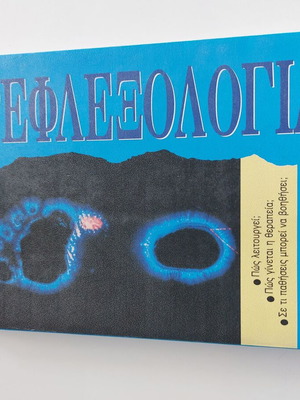 ΕΦΛΕΞΟΛΟΓΙ
● Πώς λειτουργεί;
● Πώς γίνεται η θεραπεία;
● Σε τι παθήσεις μπορεί να βοηθήσει;